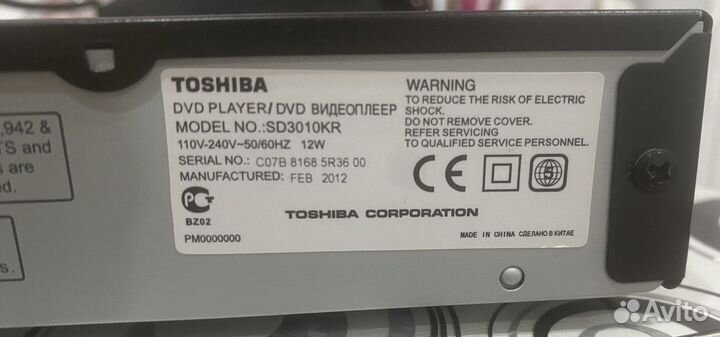 ,942 &
TS and
s are
ed.
s.
TOSHIBA
DVD PLAYER/ DVD ВИДЕОПЛЕЕР
MODEL NO.:SD3010KR
110V-240V~50/60HZ 12W
SERIAL NO.: C07B 8168 5R36 00
MANUFACTURED: FEB 2012
PCT
BZ02
PM0000000
WARNING
TO REDUCE THE RISK OF ELECTRIC
SHOCK.
DO NOT REMOVE COVER.
REFER SERVICING
TO QUALIFIED SERVICE PERSONNEL.
CE
5
TOSHIBA CORPORATION
MADE IN CHINA СДЕЛАНО В КИТАЕ
Avito